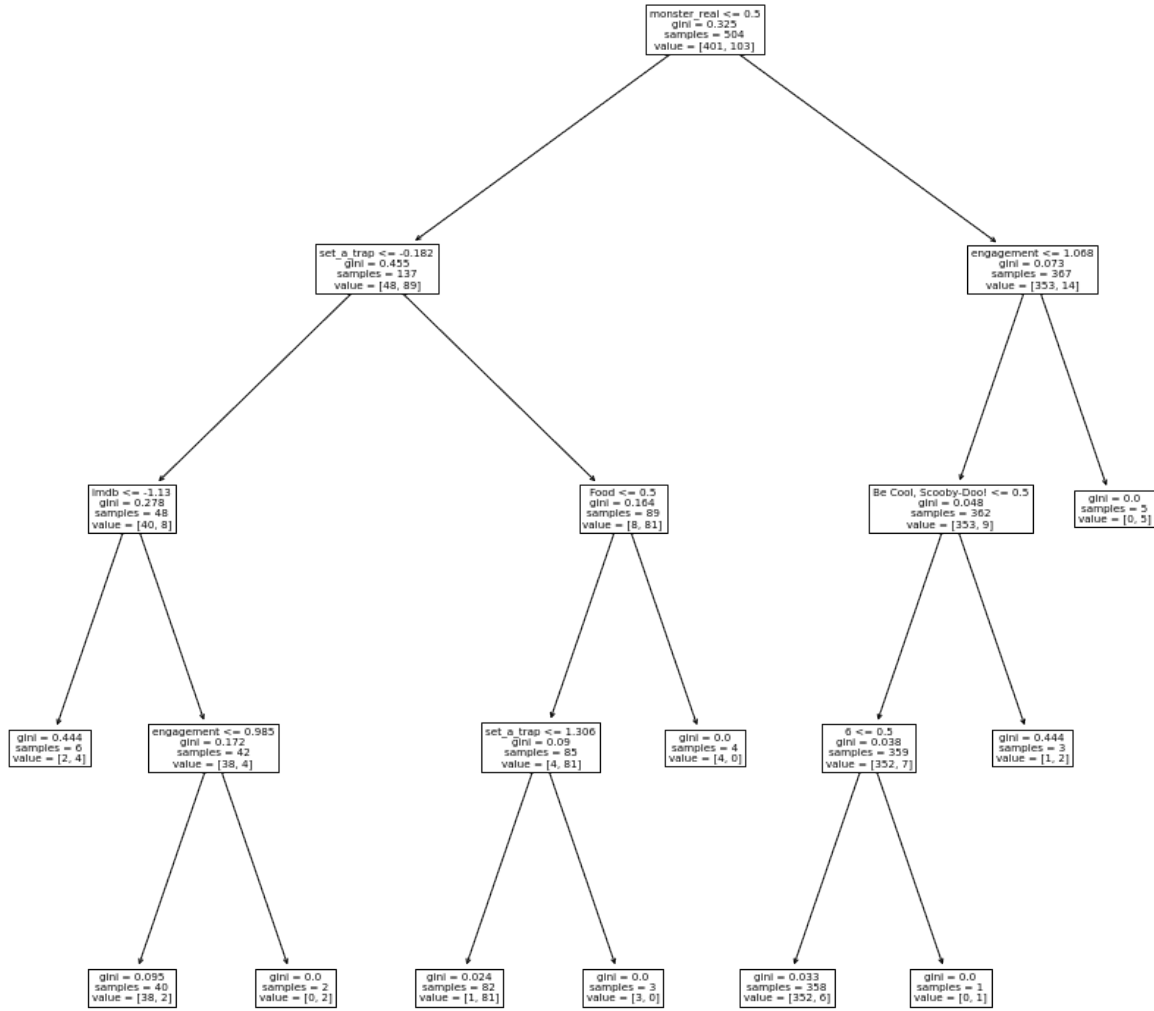 monster_real <= 0.5
gini = 0.325
samples = 504
value = [401, 103]
set_a_trap <= -0.182
gini = 0.455
samples = 137
value = [48, 89]
engagement <= 1.068
gini = 0.073
samples = 367
value = [353, 14]
imdb <= -1.13
gini = 0.278
samples = 48
value = [40, 8]
Food <= 0.5
gini = 0.164
samples = 89
value = [8, 81]
Be Cool, Scooby-Doo! <= 0.5
gini = 0.048
samples = 362
value = [353, 9]
gini = 0.0
samples = 5
value = [0, 5]
gini = 0.444
samples = 6
value = [2, 4]
engagement <= 0.985
gini = 0.172
samples = 42
value = [38, 4]
set_a_trap <= 1.306
gini = 0.09
samples = 85
value = [4, 81]
gini = 0.0
samples = 4
value = [4, 0]
6 <= 0.5
gini = 0.038
samples = 359
value = [352, 7]
gini = 0.444
samples = 3
value = [1, 2]
gini = 0.095
samples = 40
value = [38, 2]
gini = 0.0
samples = 2
value = [0, 2]
gini = 0.024
samples = 82
value = [1, 81]
gini = 0.0
samples = 3
value = [3, 0]
gini = 0.033
samples = 358
value = [352, 6]
gini = 0.0
samples = 1
value = [0, 1]